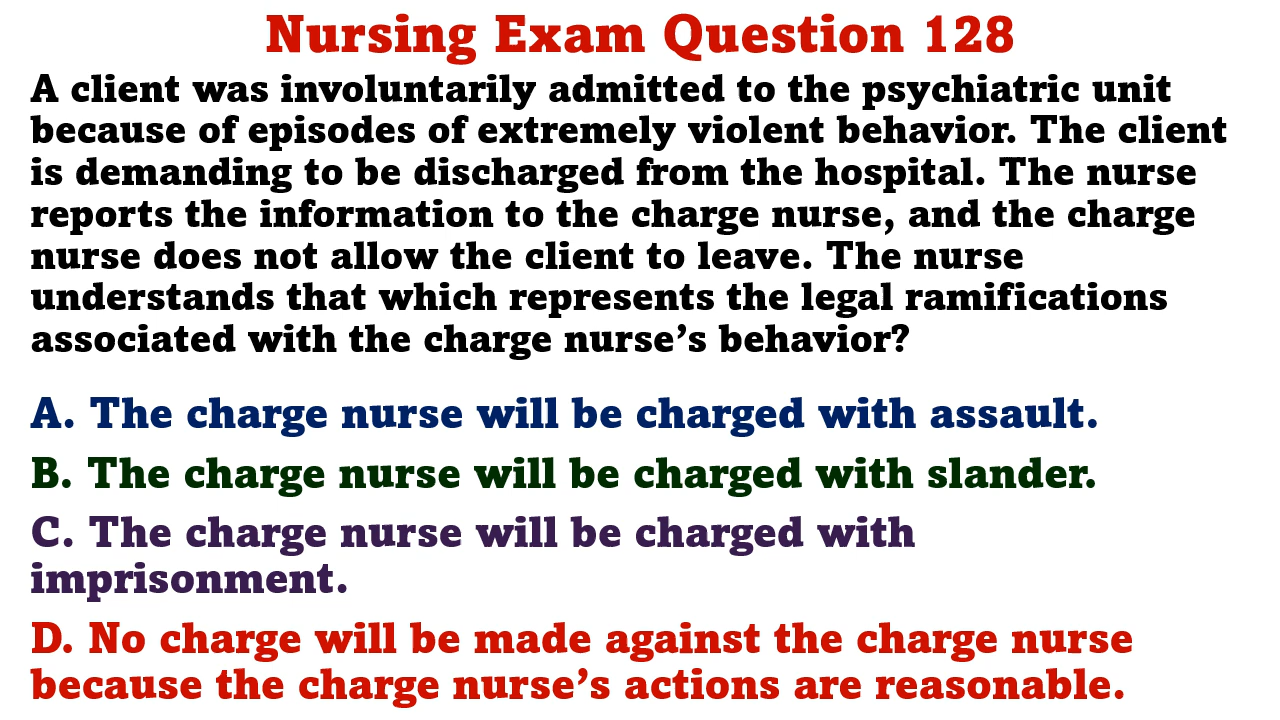 Nursing Exam Question 128
A client was involuntarily admitted to the psychiatric unit
because of episodes of extremely violent behavior. The client
is demanding to be discharged from the hospital. The nurse
reports the information to the charge nurse, and the charge
nurse does not allow the client to leave. The nurse
understands that which represents the legal ramifications
associated with the charge nurse’s behavior?
A. The charge nurse will be charged with assault.
B. The charge nurse will be charged with slander.
C. The charge nurse will be charged with
imprisonment.
D. No charge will be made against the charge nurse
because the charge nurse’s actions are reasonable.